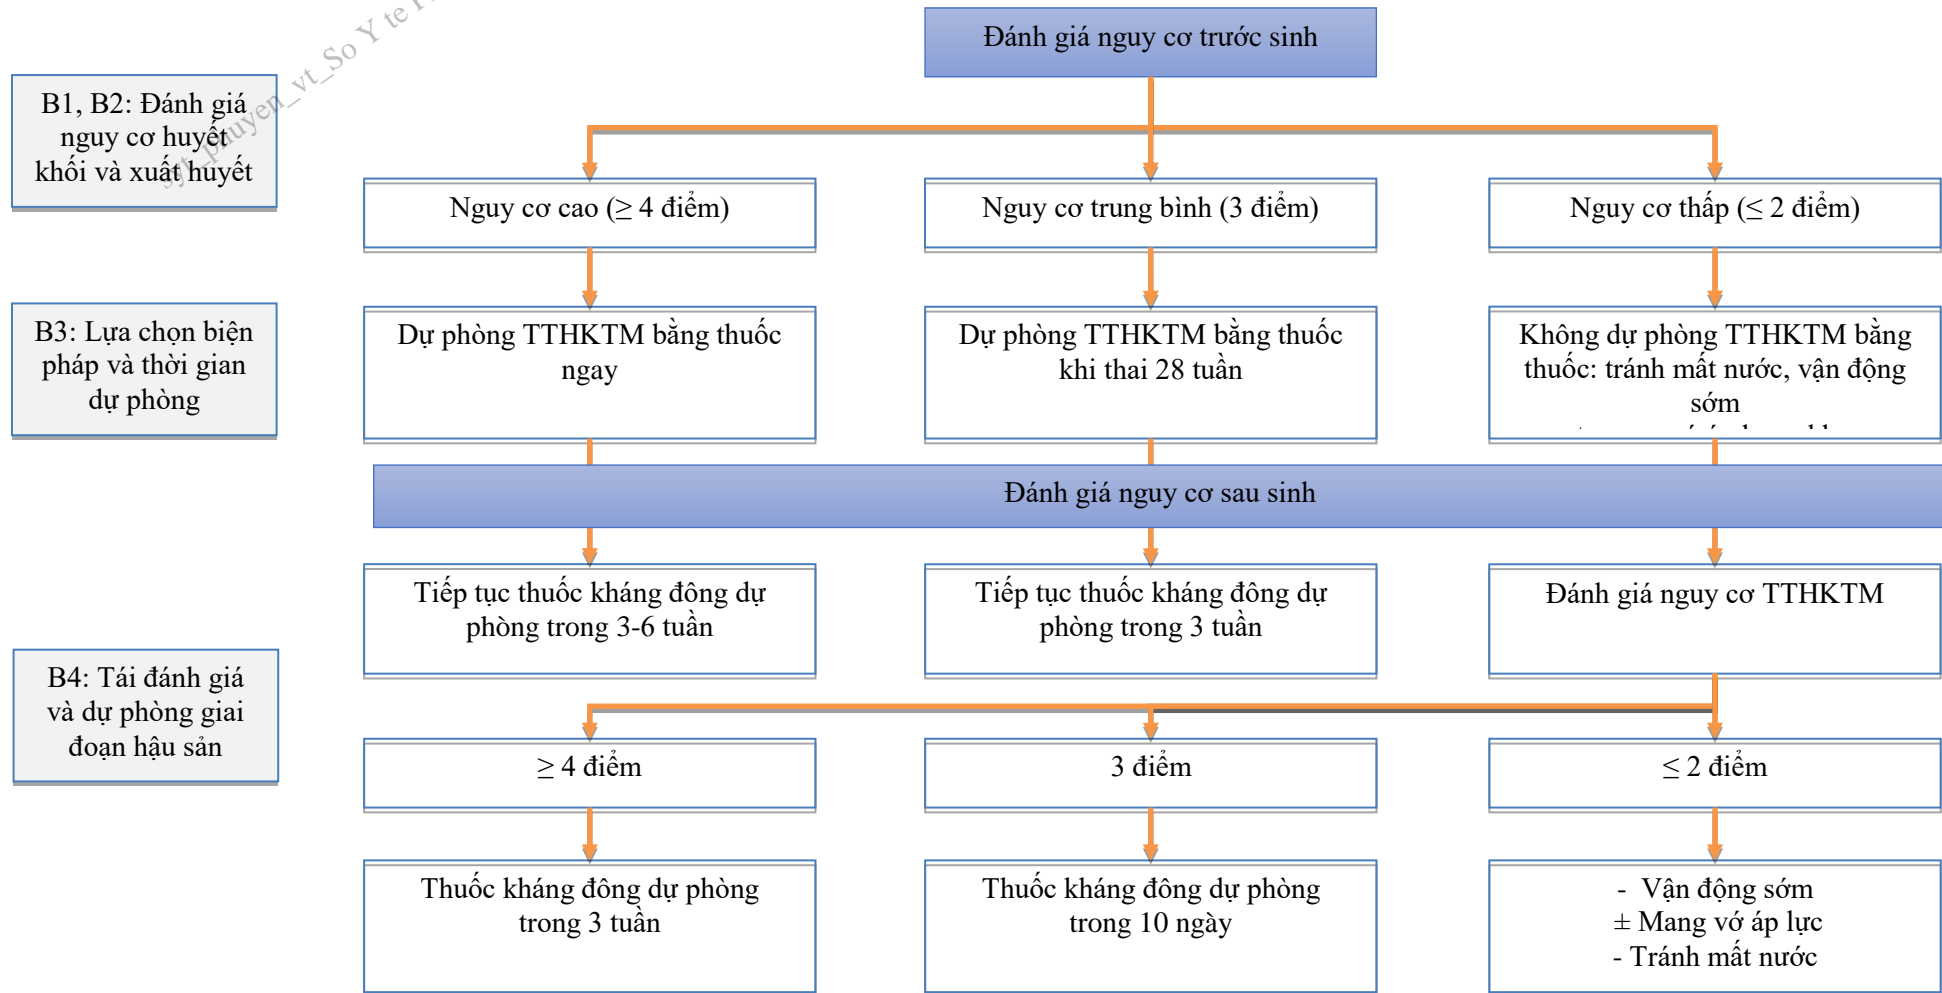 Đánh giá nguy cơ trước sinh
B1, B2: Đánh giá
nguy cơ huyết
khối và xuất huyết
syt_phuyen_vt_So Y te
Nguy cơ cao (≥ 4 điểm)
Nguy cơ trung bình (3 điểm)
Nguy cơ thấp (≤ 2 điểm)
B3: Lựa chọn biện
pháp và thời gian
dự phòng
Dự phòng TTHKTM bằng thuốc
ngay
Dự phòng TTHKTM bằng thuốc
khi thai 28 tuần
Không dự phòng TTHKTM bằng
thuốc: tránh mất nước, vận động
sớm
Đánh giá nguy cơ sau sinh
Tiếp tục thuốc kháng đông dự
phòng trong 3-6 tuần
Tiếp tục thuốc kháng đông dự
phòng trong 3 tuần
Đánh giá nguy cơ TTHKTM
B4: Tái đánh giá
và dự phòng giai
đoạn hậu sản
≥ 4 điểm
3 điểm
≤ 2 điểm
Thuốc kháng đông dự phòng
trong 3 tuần
Thuốc kháng đông dự phòng
trong 10 ngày
- Vận động sớm
± Mang vớ áp lực
- Tránh mất nước